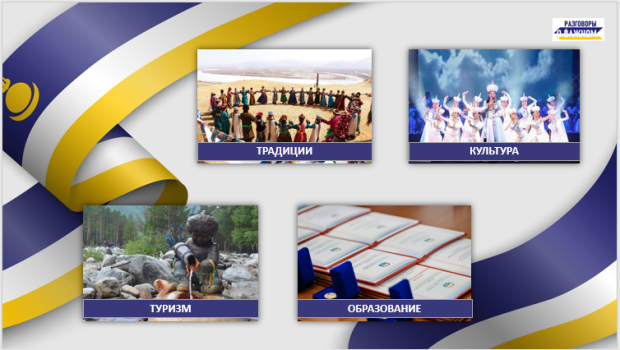 РАЗГОВОРЫ
О ВАЖНОМ
ТРАДИЦИИ
КУЛЬТУРА
ТУРИЗМ
ОБРАЗОВАНИЕ